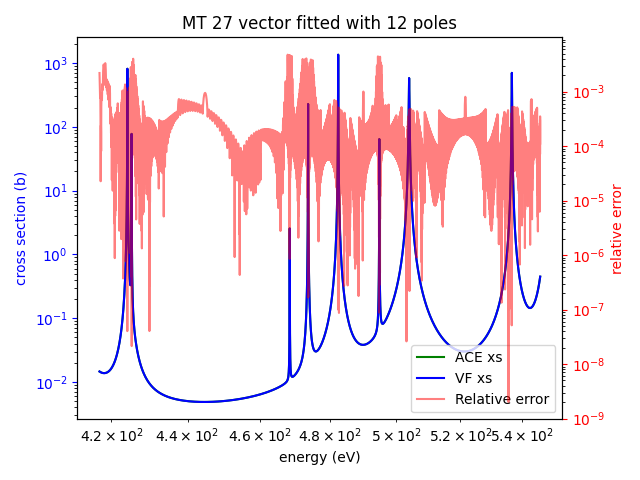 MT 27 vector fitted with 12 poles
10³
10²
10¹
10⁰
10⁻¹
10⁻²
cross section (b)
10⁻³
10⁻⁴
10⁻⁵
10⁻⁶
10⁻⁷
10⁻⁸
10⁻⁹
relative error
ACE xs
VF xs
Relative error
4.2 × 10² 4.4 × 10² 4.6 × 10² 4.8 × 10² 5 × 10² 5.2 × 10² 5.4 × 10²
energy (eV)